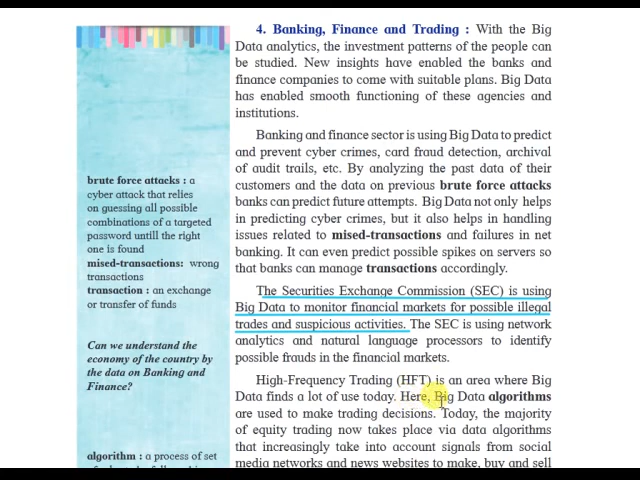 4. Banking, Finance and Trading : With the Big
Data analytics, the investment patterns of the people can
be studied. New insights have enabled the banks and
finance companies to come with suitable plans. Big Data
has enabled smooth functioning of these agencies and
institutions.
Banking and finance sector is using Big Data to predict
and prevent cyber crimes, card fraud detection, archival
of audit trails, etc. By analyzing the past data of their
customers and the data on previous brute force attacks
banks can predict future attempts. Big Data not only helps
in predicting cyber crimes, but it also helps in handling
issues related to mised-transactions and failures in net
banking. It can even predict possible spikes on servers so
that banks can manage transactions accordingly.
The Securities Exchange Commission (SEC) is using
Big Data to monitor financial markets for possible illegal
trades and suspicious activities. The SEC is using network
analytics and natural language processors to identify
possible frauds in the financial markets.
High-Frequency Trading (HFT) is an area where Big
Data finds a lot of use today. Here, Big Data algorithms
are used to make trading decisions. Today, the majority
of equity trading now takes place via data algorithms
that increasingly take into account signals from social
media networks and news websites to make, buy and sell
brute force attacks : a
cyber attack that relies
on guessing all possible
combinations of a targeted
password untill the right
one is found
mised-transactions: wrong
transactions
transaction : an exchange
or transfer of funds
Can we understand the
economy of the country by
the data on Banking and
Finance?
algorithm : a process of set